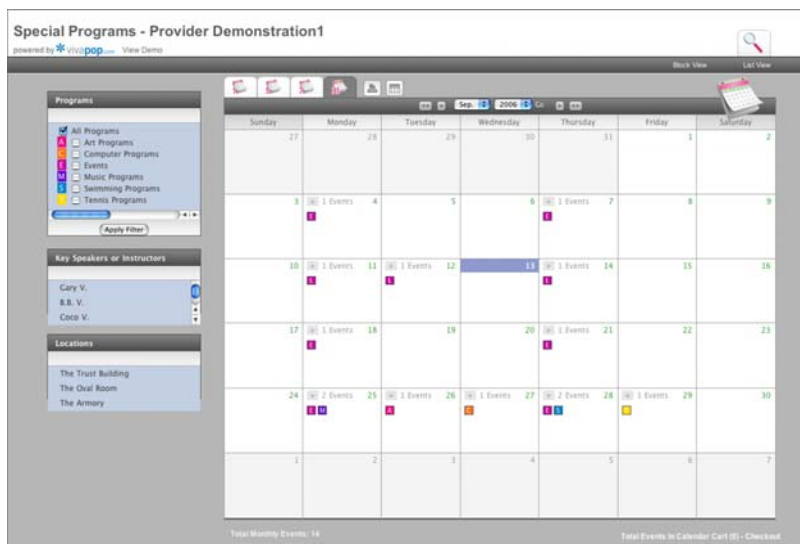 Special Programs - Provider Demonstration1
powered by vivapop.com View Demo
Block View List View
Programs
All Programs
A Art Programs
C Computer Programs
E Events
M Music Programs
S Swimming Programs
Tennis Programs
Apply Filter
Key Speakers or Instructors
Gary V.
B.B. V.
Coco V.
Locations
The Trust Building
The Oval Room
The Armory
Sep. 2006 Go
Sunday Monday Tuesday Wednesday Thursday Friday Saturday
27 28 29 30 31 1 2
3 1 Events 4 5 6 1 Events 7 8 9
E E
10 1 Events 11 1 Events 12 13 1 Events 14 15 16
E E E
17 1 Events 18 19 20 1 Events 21 22 23
E E
24 2 Events 25 1 Events 26 1 Events 27 2 Events 28 1 Events 29 30
E M A C E S
1 2 3 4 5 6 7
Total Monthly Events: 14
Total Events in Calendar Cart (0) - Checkout